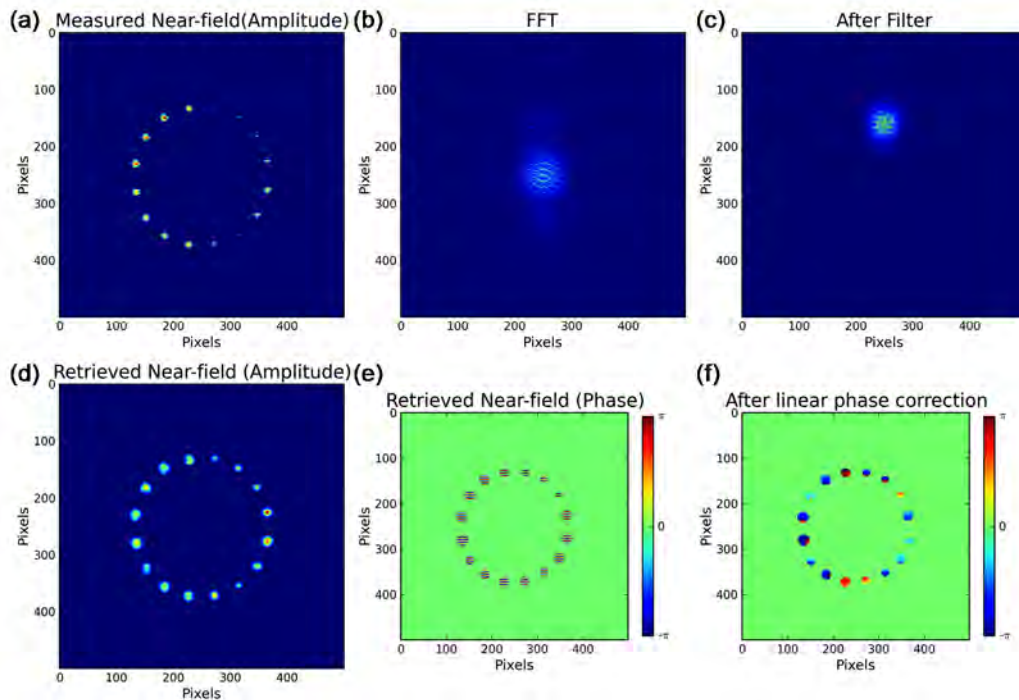 (a) Measured Near-field(Amplitude)
(b) FFT
(c) After Filter
0
100
200
300
400
Pixels
0 100 200 300 400
Pixels
0
100
200
300
400
Pixels
0 100 200 300 400
Pixels
0
100
200
300
400
Pixels
0 100 200 300 400
Pixels
(d) Retrieved Near-field (Amplitude)
(e) Retrieved Near-field (Phase)
(f) After linear phase correction
0
100
200
300
400
Pixels
0 100 200 300 400
Pixels
0
100
200
300
400
Pixels
0 100 200 300 400
Pixels
π
0
-π
0
100
200
300
400
Pixels
0 100 200 300 400
Pixels
π
0
-π